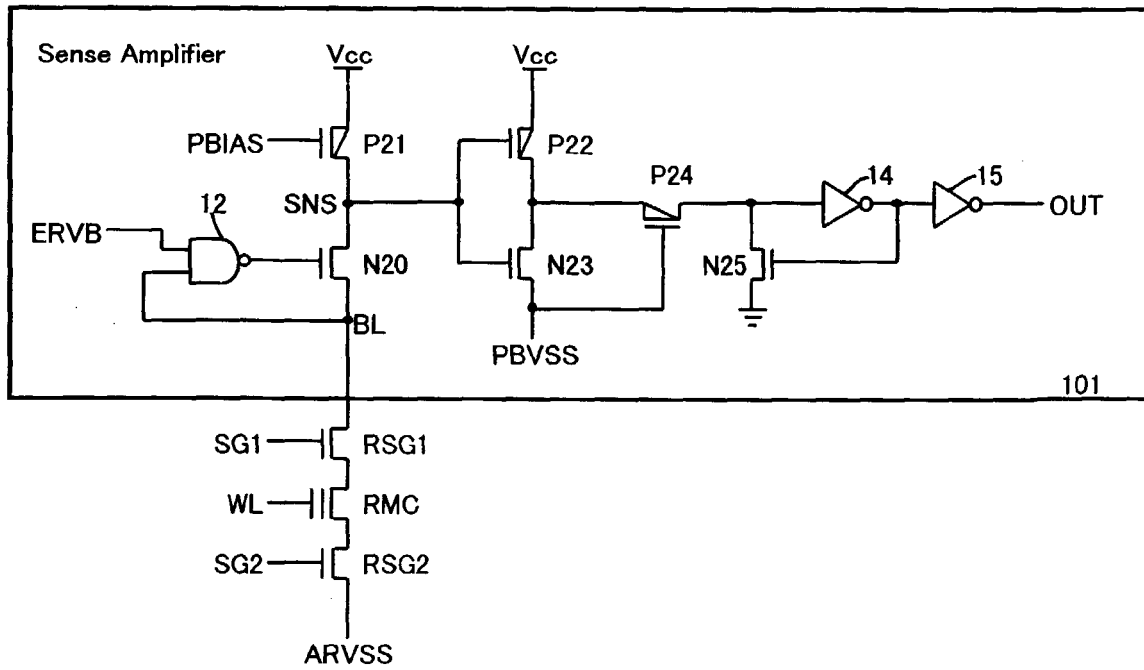 Sense Amplifier
Vcc
Vcc
PBIAS
P21
P22
P24
14
15
12
SNS
OUT
ERVB
N20
N23
N25
BL
PBVSS
101
SG1
RSG1
WL
RMC
SG2
RSG2
ARVSS